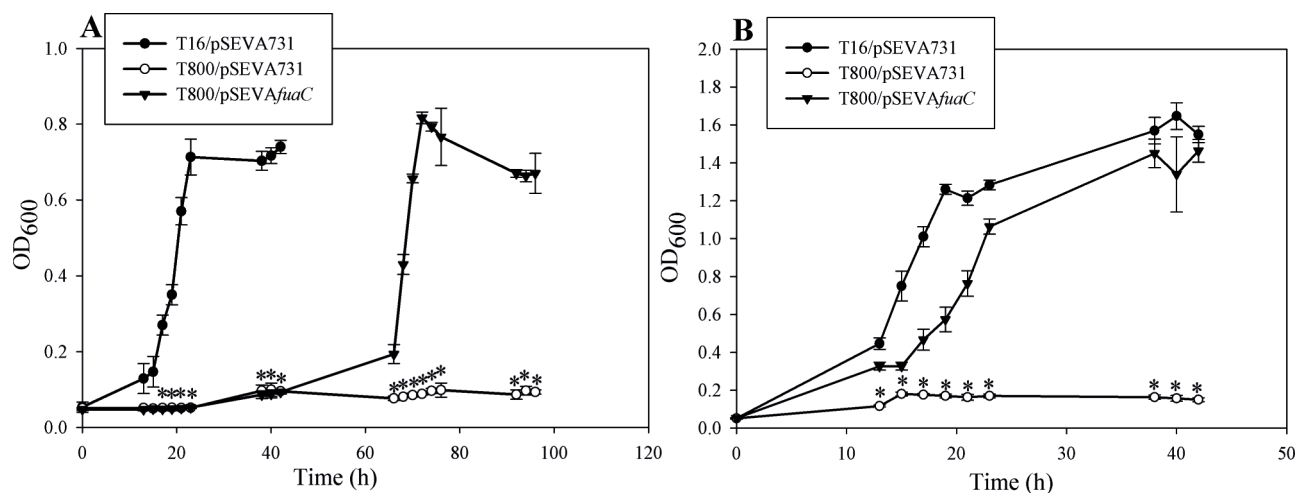 A
T16/pSEVA731
T800/pSEVA731
T800/pSEVAfuaC
OD600
1.0
0.8
0.6
0.4
0.2
0.0
****
***
******
***
0 20 40 60 80 100 120
Time (h)
B
T16/pSEVA731
T800/pSEVA731
T800/pSEVAfuaC
OD600
2.0
1.8
1.6
1.4
1.2
1.0
0.8
0.6
0.4
0.2
0.0
* * * * * * * * *
0 10 20 30 40 50
Time (h)